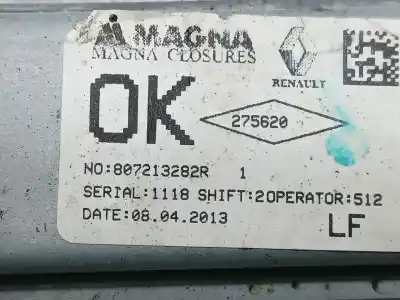 MAGNA
MAGNA CLOSURES
RENAULT
OK
275620
NO:807213282R 1
SERIAL:1118 SHIFT:2OPERATOR:512
DATE:08.04.2013
LF